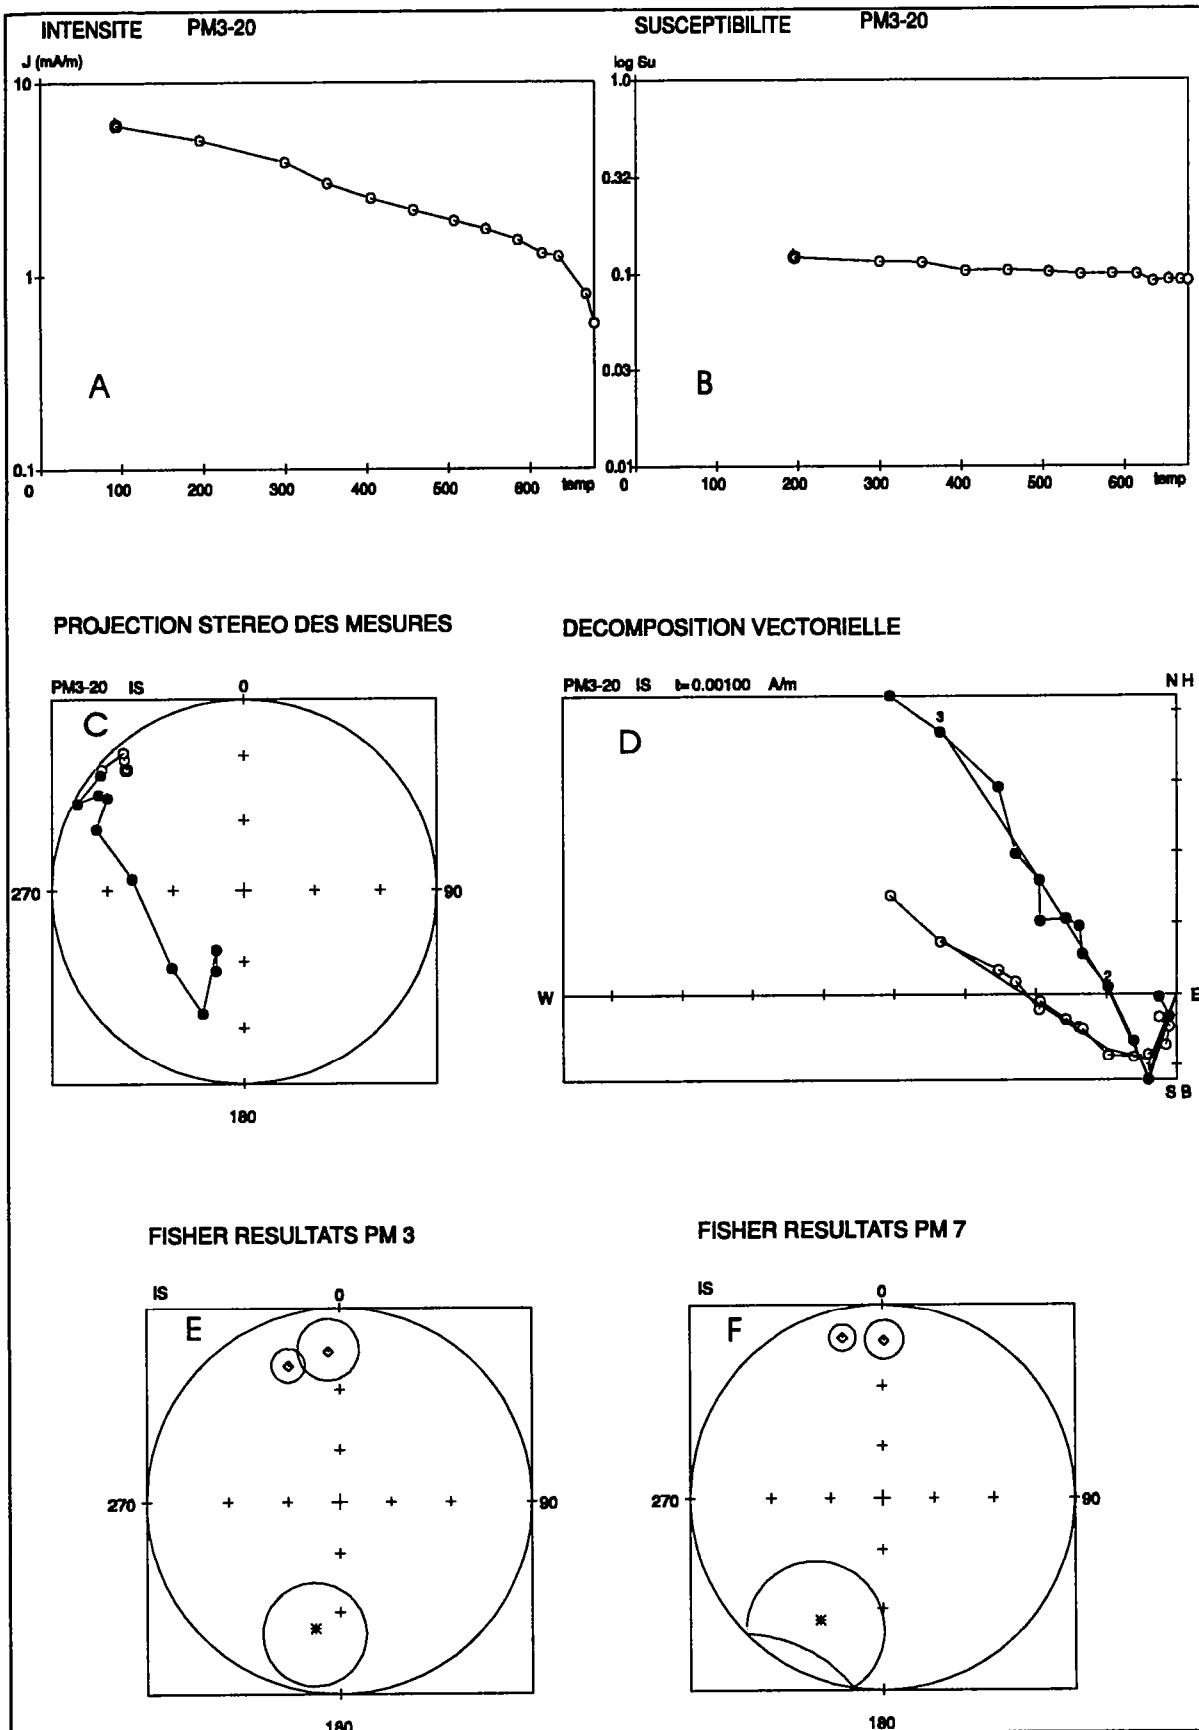 INTENSITE PM3-20
SUSCEPTIBILITE PM3-20
J (mA/m)
10
1
0.1
A
0 100 200 300 400 500 600 temp
log Su
1.0
0.32
0.1
0.03
0.01
B
0 100 200 300 400 500 600 temp
PROJECTION STEREO DES MESURES
PM3-20 IS
0
C
270
90
180
DECOMPOSITION VECTORIELLE
PM3-20 IS t=0.00100 A/m
N H
D
3
2
W
E
S B
FISHER RESULTATS PM 3
IS
0
E
270
90
180
FISHER RESULTATS PM 7
IS
0
F
270
90
180